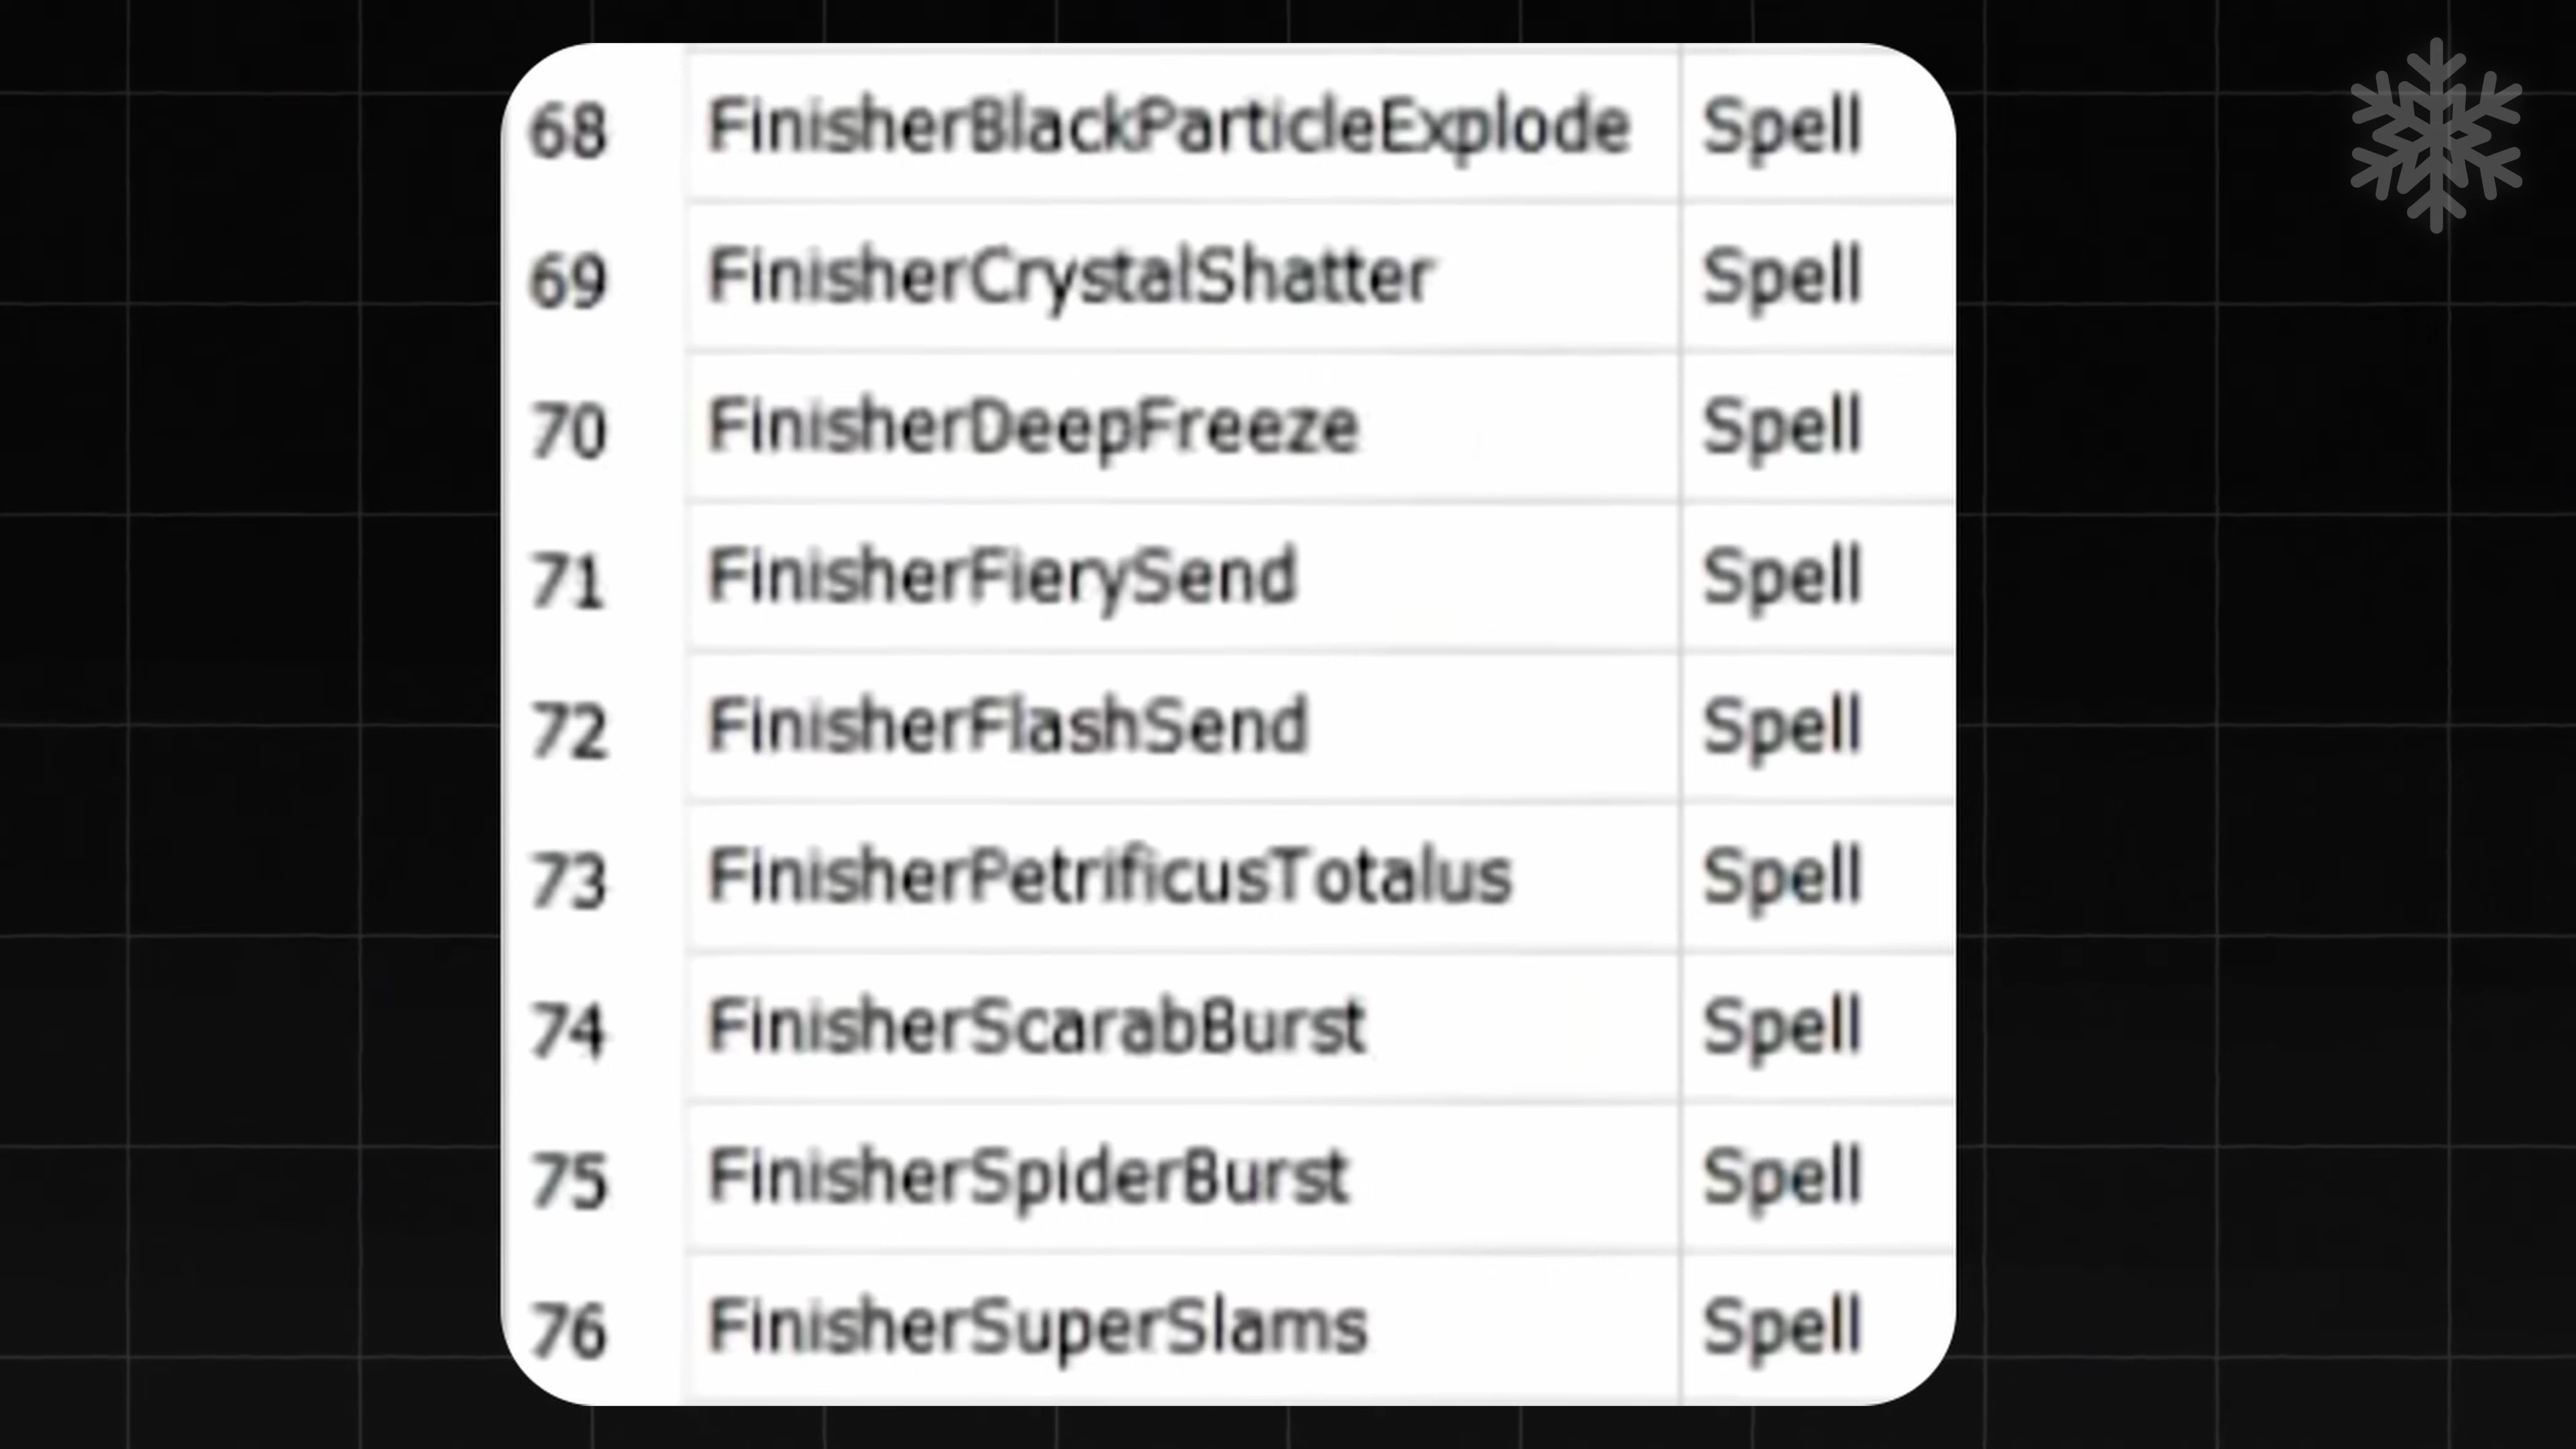 68 FinisherBlackParticleExplode Spell
69 FinisherCrystalShatter Spell
70 FinisherDeepFreeze Spell
71 FinisherFierySend Spell
72 FinisherFlashSend Spell
73 FinisherPetrificusTotalus Spell
74 FinisherScarabBurst Spell
75 FinisherSpiderBurst Spell
76 FinisherSuperSlams Spell